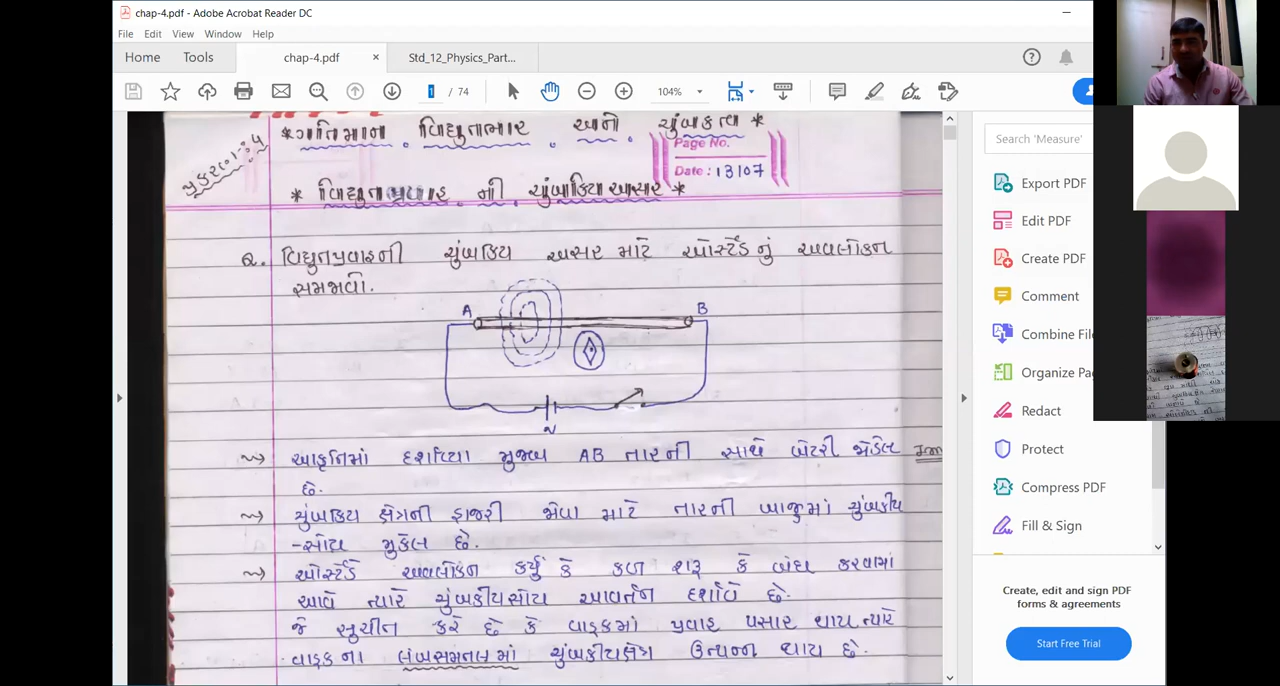 chap-4.pdf - Adobe Acrobat Reader DC
File Edit View Window Help
Home Tools chap-4.pdf × Std_12_Physics_Part...
1 / 74 104%
પ્રકરણ-:૪
* ગતિમાન વિદ્યુતભાર અને ચુંબકત્વ *
Page No.
Date : 13107
* વિદ્યુતપ્રવાહ ની ચુંબકિય અસર *
Q. વિદ્યુતપ્રવાહની ચુંબકિય અસર માટે ઓર્સ્ટેડ નું અવલોકન
સમજાવો.
A B
આકૃતિમાં દર્શાવ્યા મુજબ AB તારની સાથે બેટરી જોડેલ
છે.
ચુંબકિય ક્ષેત્રની હાજરી જોવા માટે તારની બાજુમાં ચુંબકીય
-સોય મુકેલ છે.
ઓર્સ્ટેડે અવલોકન કર્યું કે કળ શરૂ કે બંધ કરવામાં
આવે ત્યારે ચુંબકીયસોય આવર્તન દર્શાવે છે.
જે સુચીત કરે છે કે વાહકમાં પ્રવાહ પસાર થાય ત્યારે
વાહકના લંબસમતલમાં ચુંબકીયક્ષેત્ર ઉત્પન્ન થાય છે.
Search 'Measure'
Export PDF
Edit PDF
Create PDF
Comment
Combine File
Organize Pa
Redact
Protect
Compress PDF
Fill & Sign
Create, edit and sign PDF
forms & agreements
Start Free Trial